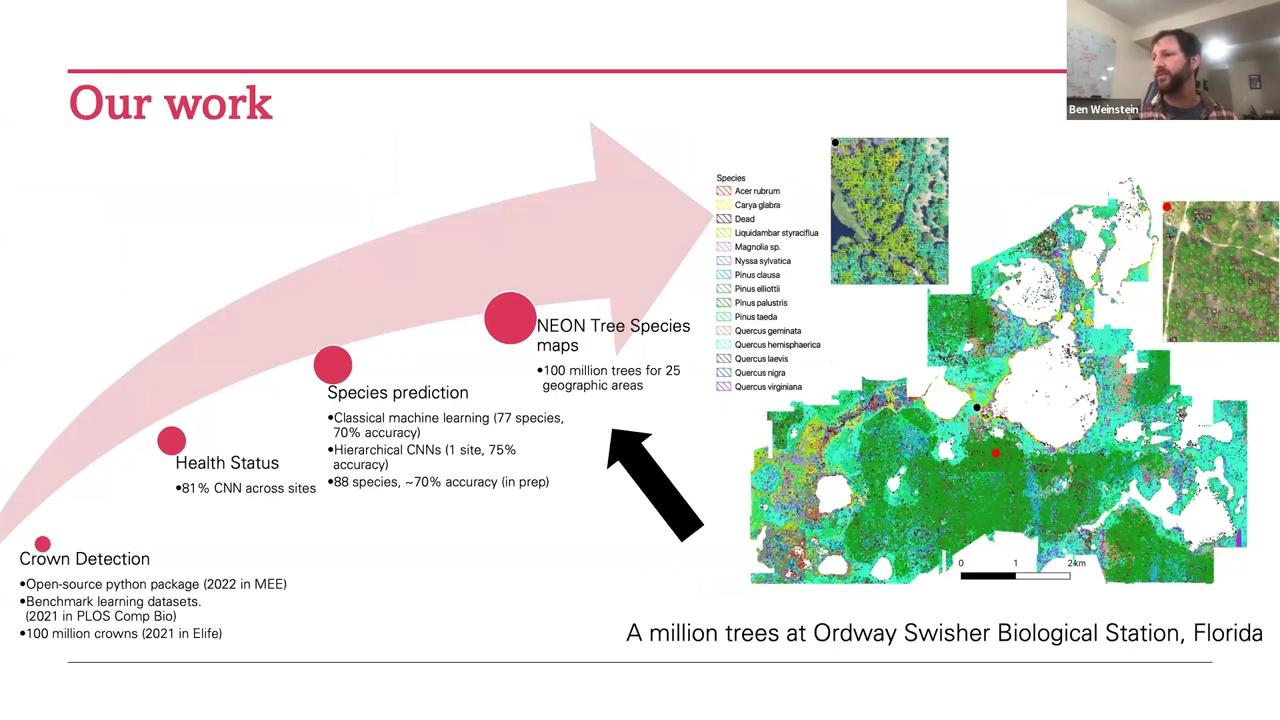 Our work
Ben Weinstein
Crown Detection
•Open-source python package (2022 in MEE)
•Benchmark learning datasets.
(2021 in PLOS Comp Bio)
•100 million crowns (2021 in Elife)
Health Status
•81% CNN across sites
Species prediction
•Classical machine learning (77 species,
70% accuracy)
•Hierarchical CNNs (1 site, 75%
accuracy)
•88 species, ~70% accuracy (in prep)
NEON Tree Species
maps
•100 million trees for 25
geographic areas
Species
Acer rubrum
Carya glabra
Dead
Liquidambar styraciflua
Magnolia sp.
Nyssa sylvatica
Pinus clausa
Pinus elliottii
Pinus palustris
Pinus taeda
Quercus geminata
Quercus hemisphaerica
Quercus laevis
Quercus nigra
Quercus virginiana
0 1 2 km
A million trees at Ordway Swisher Biological Station, Florida